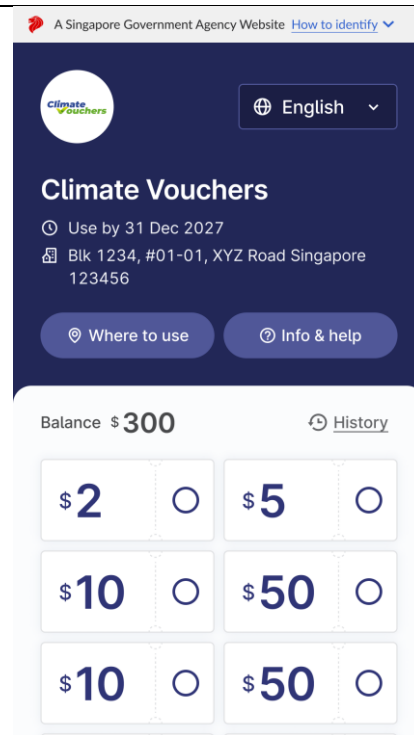 A Singapore Government Agency Website How to identify
Climate
Vouchers
English
Climate Vouchers
Use by 31 Dec 2027
Blk 1234, #01-01, XYZ Road Singapore
123456
Where to use
Info & help
Balance $300
History
$2
$5
$10
$50
$10
$50